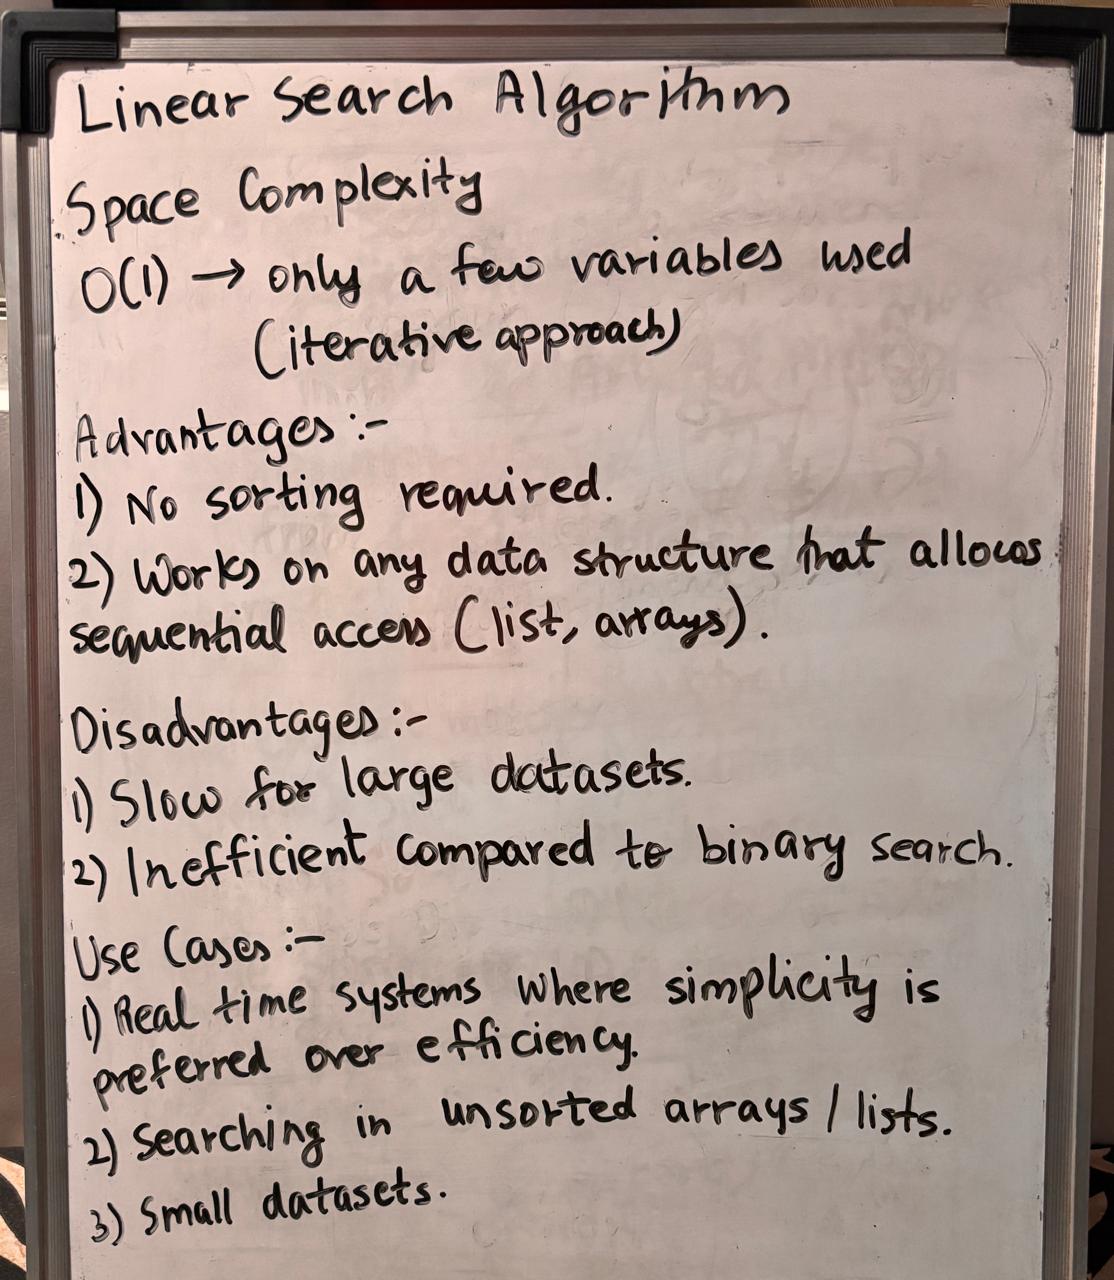 Linear Search Algorithm
Space Complexity
O(1) → only a few variables used
(iterative approach)
Advantages :-
1) No sorting required.
2) Works on any data structure that allows
sequential access (list, arrays).
Disadvantages :-
1) Slow for large datasets.
2) Inefficient compared to binary search.
Use Cases :-
1) Real time systems where simplicity is
preferred over efficiency.
2) Searching in unsorted arrays / lists.
3) Small datasets.